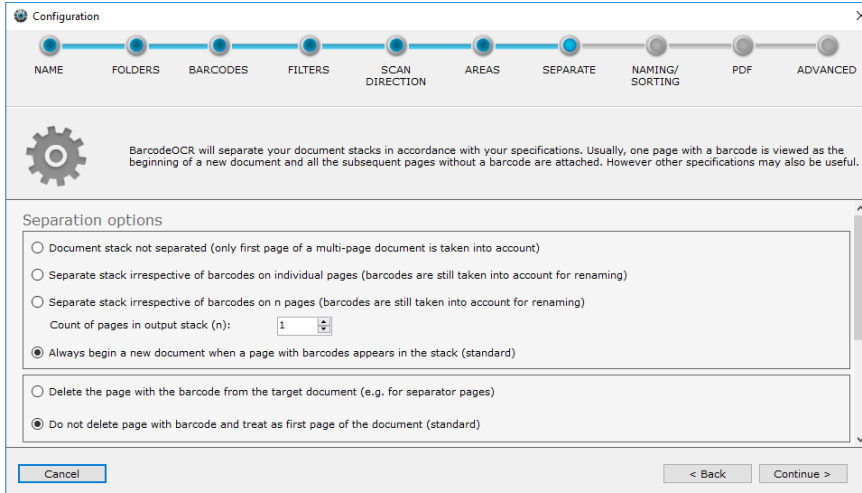 Configuration
NAME
FOLDERS
BARCODES
FILTERS
SCAN
DIRECTION
AREAS
SEPARATE
NAMING/
SORTING
PDF
ADVANCED
BarcodeOCR will separate your document stacks in accordance with your specifications. Usually, one page with a barcode is viewed as the
beginning of a new document and all the subsequent pages without a barcode are attached. However other specifications may also be useful.
Separation options
Document stack not separated (only first page of a multi-page document is taken into account)
Separate stack irrespective of barcodes on individual pages (barcodes are still taken into account for renaming)
Separate stack irrespective of barcodes on n pages (barcodes are still taken into account for renaming)
Count of pages in output stack (n): 1
Always begin a new document when a page with barcodes appears in the stack (standard)
Delete the page with the barcode from the target document (e.g. for separator pages)
Do not delete page with barcode and treat as first page of the document (standard)
Cancel
< Back
Continue >